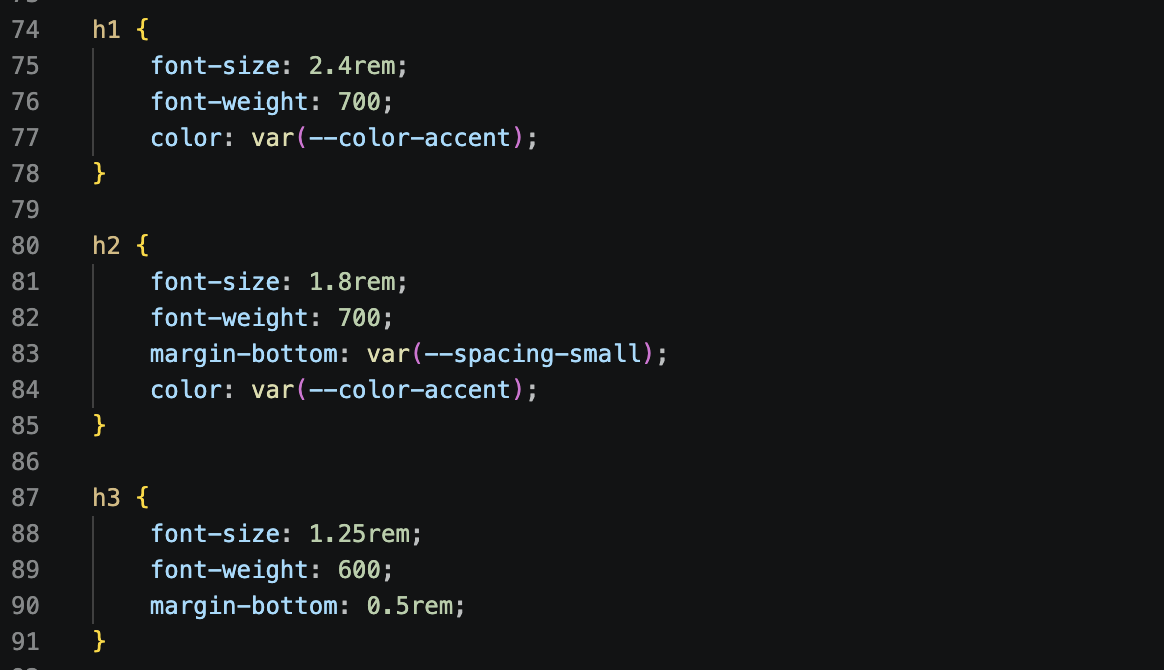 74 h1 {
75 font-size: 2.4rem;
76 font-weight: 700;
77 color: var(--color-accent);
78 }
79
80 h2 {
81 font-size: 1.8rem;
82 font-weight: 700;
83 margin-bottom: var(--spacing-small);
84 color: var(--color-accent);
85 }
86
87 h3 {
88 font-size: 1.25rem;
89 font-weight: 600;
90 margin-bottom: 0.5rem;
91 }